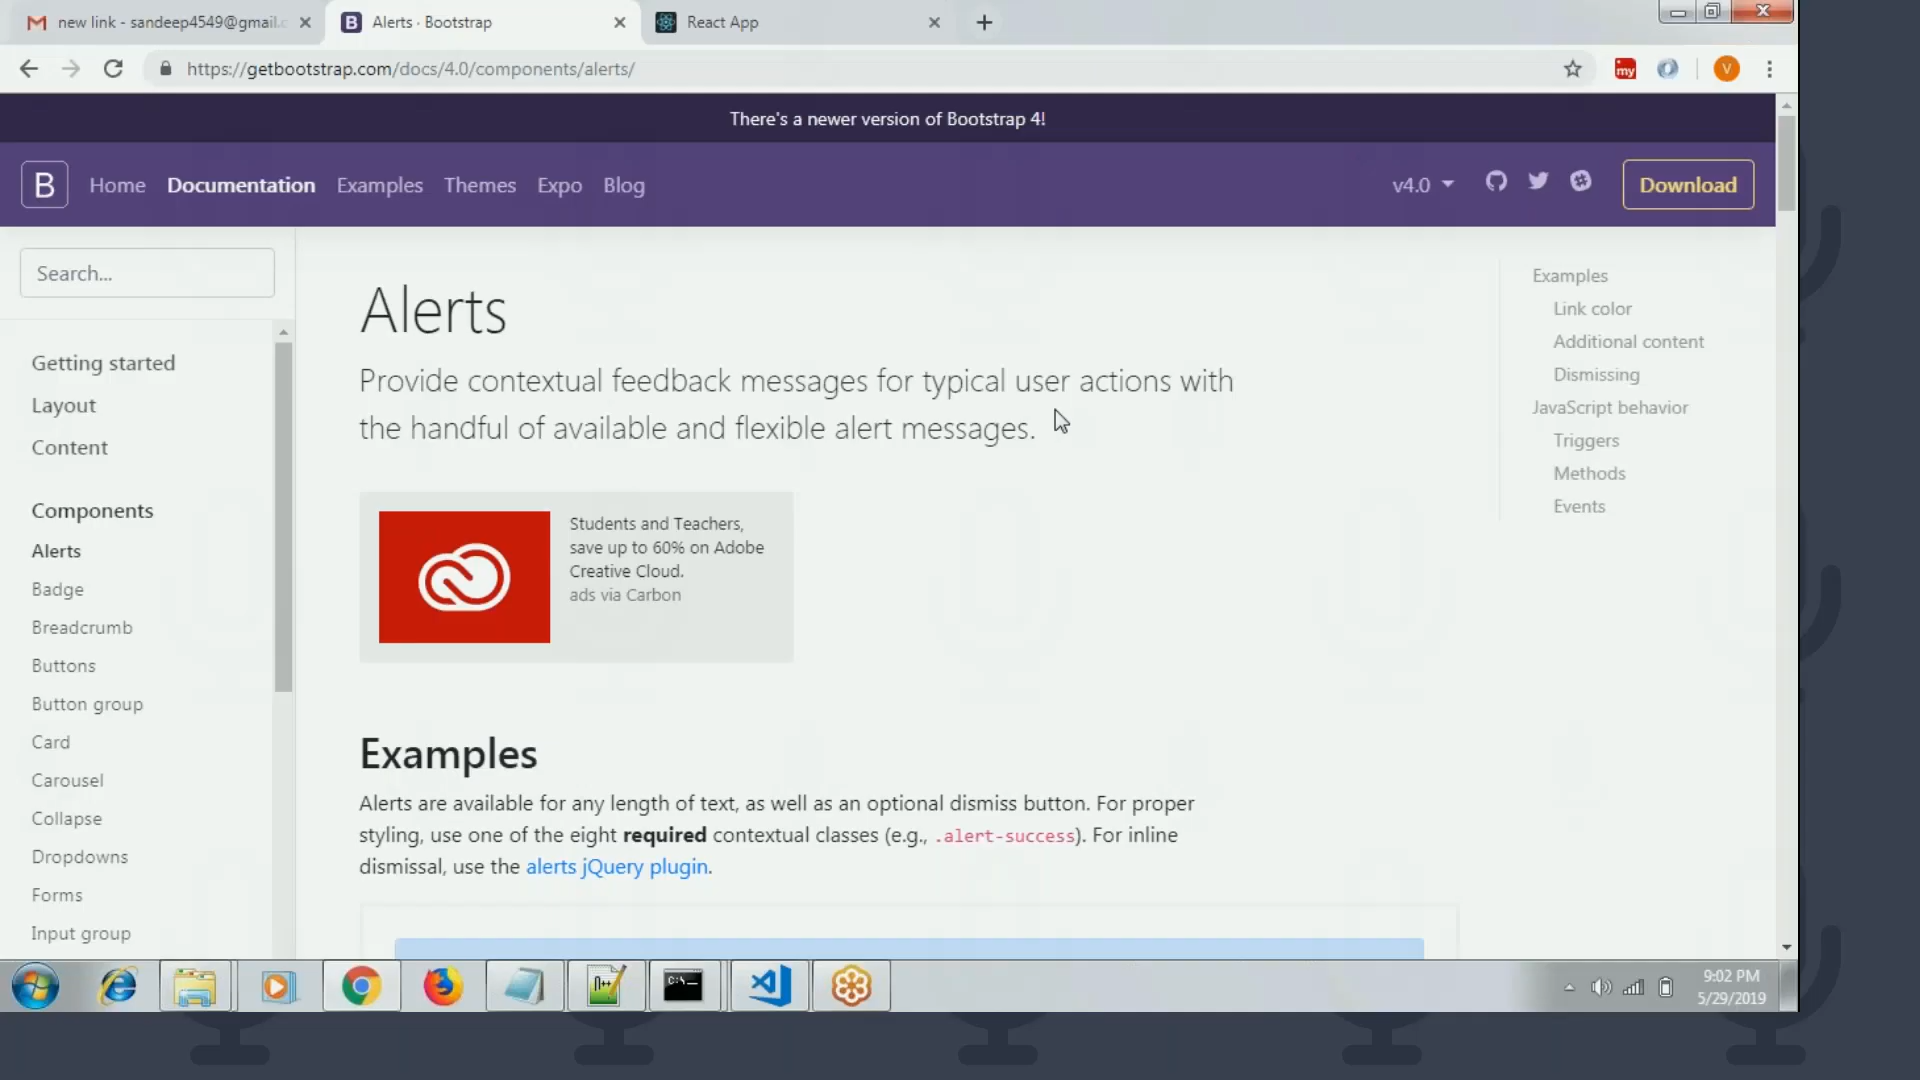 new link - sandeep4549@gmail.c
Alerts · Bootstrap
React App
https://getbootstrap.com/docs/4.0/components/alerts/
my
V
There's a newer version of Bootstrap 4!
B
Home
Documentation
Examples
Themes
Expo
Blog
v4.0
Download
Search...
Getting started
Layout
Content
Components
Alerts
Badge
Breadcrumb
Buttons
Button group
Card
Carousel
Collapse
Dropdowns
Forms
Input group
Alerts
Provide contextual feedback messages for typical user actions with
the handful of available and flexible alert messages.
Students and Teachers,
save up to 60% on Adobe
Creative Cloud.
ads via Carbon
Examples
Alerts are available for any length of text, as well as an optional dismiss button. For proper
styling, use one of the eight required contextual classes (e.g., .alert-success). For inline
dismissal, use the alerts jQuery plugin.
Examples
Link color
Additional content
Dismissing
JavaScript behavior
Triggers
Methods
Events
9:02 PM
5/29/2019